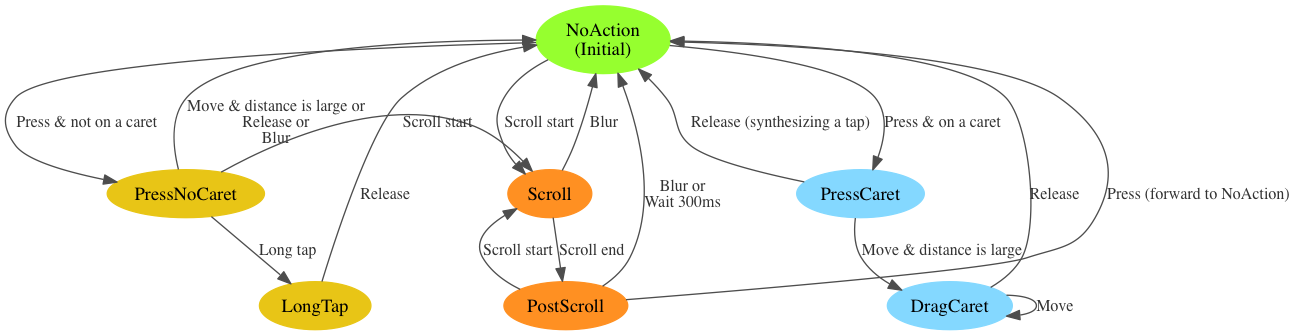 NoAction
(Initial)
Press & not on a caret
Move & distance is large or
Release or
Blur
Scroll start
Scroll start
Blur
Release (synthesizing a tap)
Press & on a caret
PressNoCaret
Release
Scroll
Blur or
Wait 300ms
PressCaret
Release
Press (forward to NoAction)
Long tap
Scroll start
Scroll end
Move & distance is large
LongTap
PostScroll
DragCaret
Move